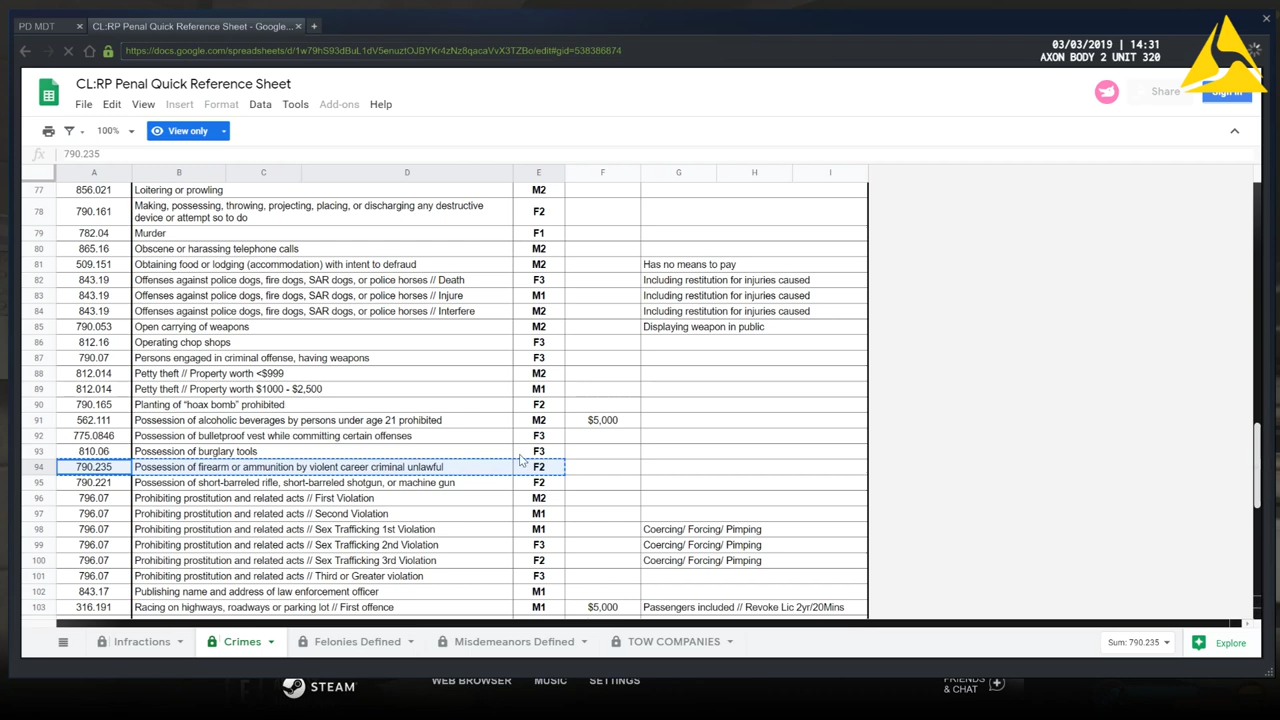 PD MDT × CL:RP Penal Quick Reference Sheet - Google... × +
03/03/2019 | 14:31
AXON BODY 2 UNIT 320
https://docs.google.com/spreadsheets/d/1w79hS93dBuL1dV5enuztOJBYKr4zNz8qacaVvX3TZBo/edit#gid=538386874
CL:RP Penal Quick Reference Sheet
Share Sign in
File Edit View Insert Format Data Tools Add-ons Help
100% View only
fx 790.235
A B C D E F G H I
77 856.021 Loitering or prowling M2
78 790.161 Making, possessing, throwing, projecting, placing, or discharging any destructive
device or attempt so to do F2
79 782.04 Murder F1
80 865.16 Obscene or harassing telephone calls M2
81 509.151 Obtaining food or lodging (accommodation) with intent to defraud M2 Has no means to pay
82 843.19 Offenses against police dogs, fire dogs, SAR dogs, or police horses // Death F3 Including restitution for injuries caused
83 843.19 Offenses against police dogs, fire dogs, SAR dogs, or police horses // Injure M1 Including restitution for injuries caused
84 843.19 Offenses against police dogs, fire dogs, SAR dogs, or police horses // Interfere M2 Including restitution for injuries caused
85 790.053 Open carrying of weapons M2 Displaying weapon in public
86 812.16 Operating chop shops F3
87 790.07 Persons engaged in criminal offense, having weapons F3
88 812.014 Petty theft // Property worth <$999 M2
89 812.014 Petty theft // Property worth $1000 - $2,500 M1
90 790.165 Planting of “hoax bomb” prohibited F2
91 562.111 Possession of alcoholic beverages by persons under age 21 prohibited M2 $5,000
92 775.0846 Possession of bulletproof vest while committing certain offenses F3
93 810.06 Possession of burglary tools F3
94 790.235 Possession of firearm or ammunition by violent career criminal unlawful F2
95 790.221 Possession of short-barreled rifle, short-barreled shotgun, or machine gun F2
96 796.07 Prohibiting prostitution and related acts // First Violation M2
97 796.07 Prohibiting prostitution and related acts // Second Violation M1
98 796.07 Prohibiting prostitution and related acts // Sex Trafficking 1st Violation M1 Coercing/ Forcing/ Pimping
99 796.07 Prohibiting prostitution and related acts // Sex Trafficking 2nd Violation F3 Coercing/ Forcing/ Pimping
100 796.07 Prohibiting prostitution and related acts // Sex Trafficking 3rd Violation F2 Coercing/ Forcing/ Pimping
101 796.07 Prohibiting prostitution and related acts // Third or Greater violation F3
102 843.17 Publishing name and address of law enforcement officer M1
103 316.191 Racing on highways, roadways or parking lot // First offence M1 $5,000 Passengers included // Revoke Lic 2yr/20Mins
Infractions Crimes Felonies Defined Misdemeanors Defined TOW COMPANIES Sum: 790.235 Explore
STEAM WEB BROWSER MUSIC SETTINGS FRIENDS
& CHAT